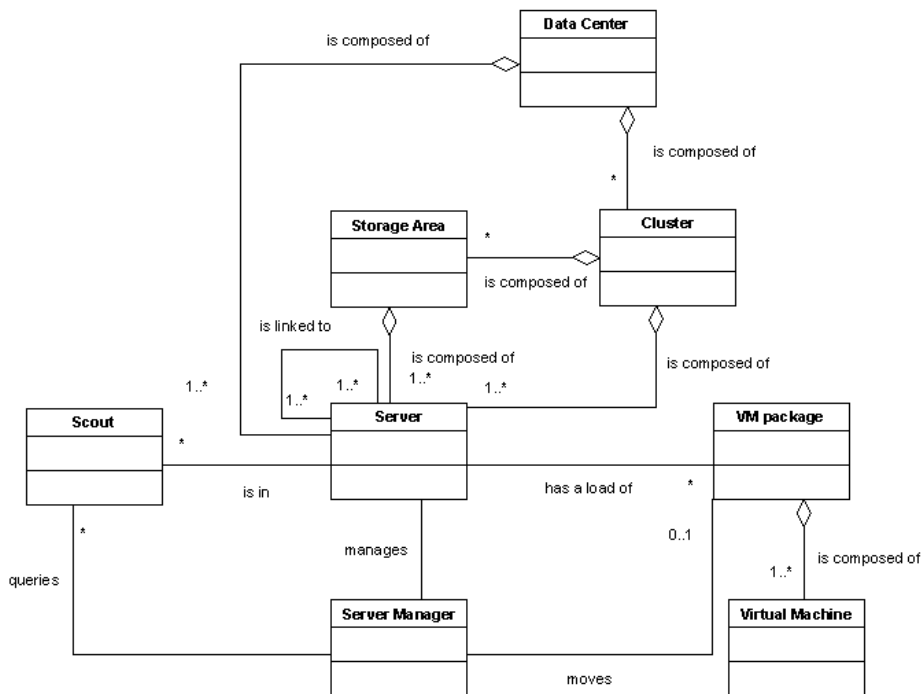 Data Center
is composed of
is composed of
*
Storage Area
Cluster
*
is composed of
is linked to
is composed of
is composed of
1..*
1..*
1..*
1..*
1..*
Server
VM package
Scout
*
is in
has a load of
*
0..1
*
manages
is composed of
queries
1..*
Server Manager
Virtual Machine
moves